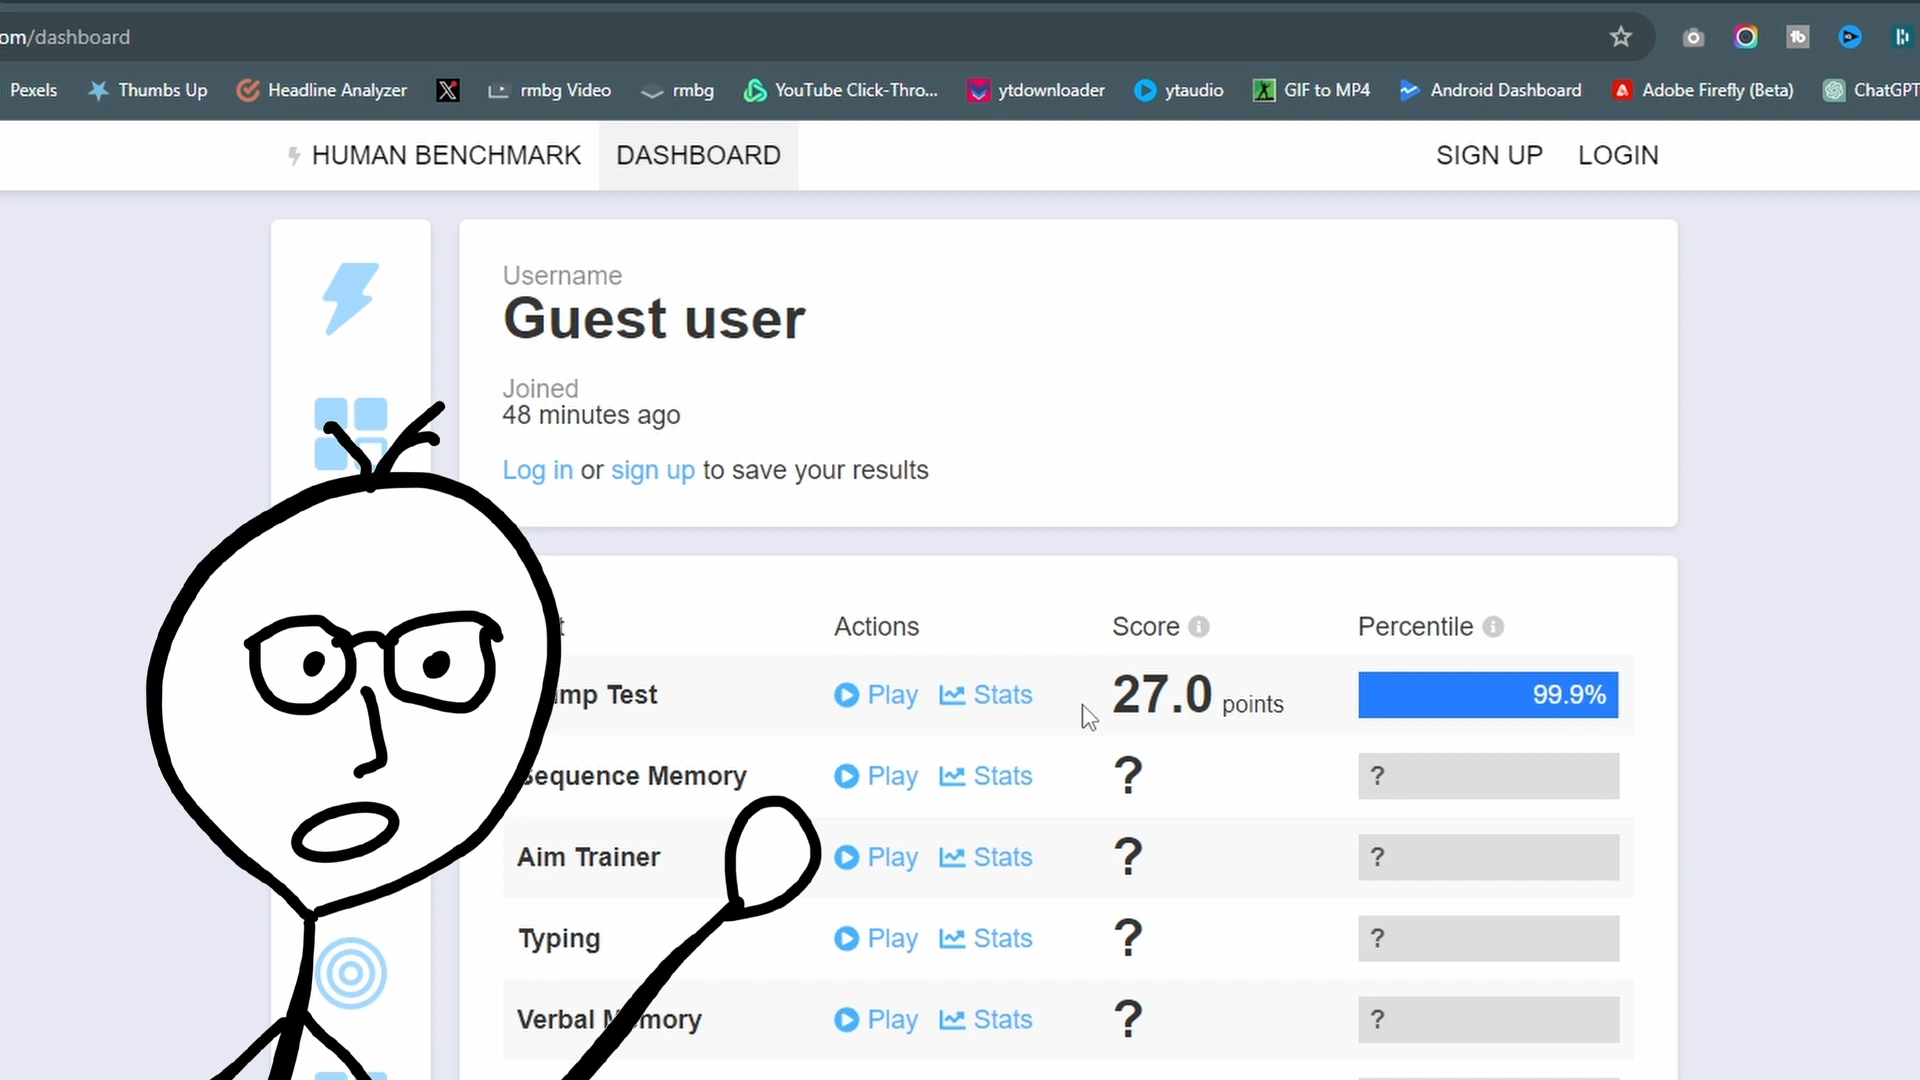 om/dashboard
Pexels Thumbs Up Headline Analyzer rmbg Video rmbg YouTube Click-Thro... ytdownloader ytaudio GIF to MP4 Android Dashboard Adobe Firefly (Beta) ChatGPT
HUMAN BENCHMARK DASHBOARD SIGN UP LOGIN
Username
Guest user
Joined
48 minutes ago
Log in or sign up to save your results
t Actions Score Percentile
mp Test Play Stats 27.0 points 99.9%
Sequence Memory Play Stats ? ?
Aim Trainer Play Stats ? ?
Typing Play Stats ? ?
Verbal Memory Play Stats ? ?